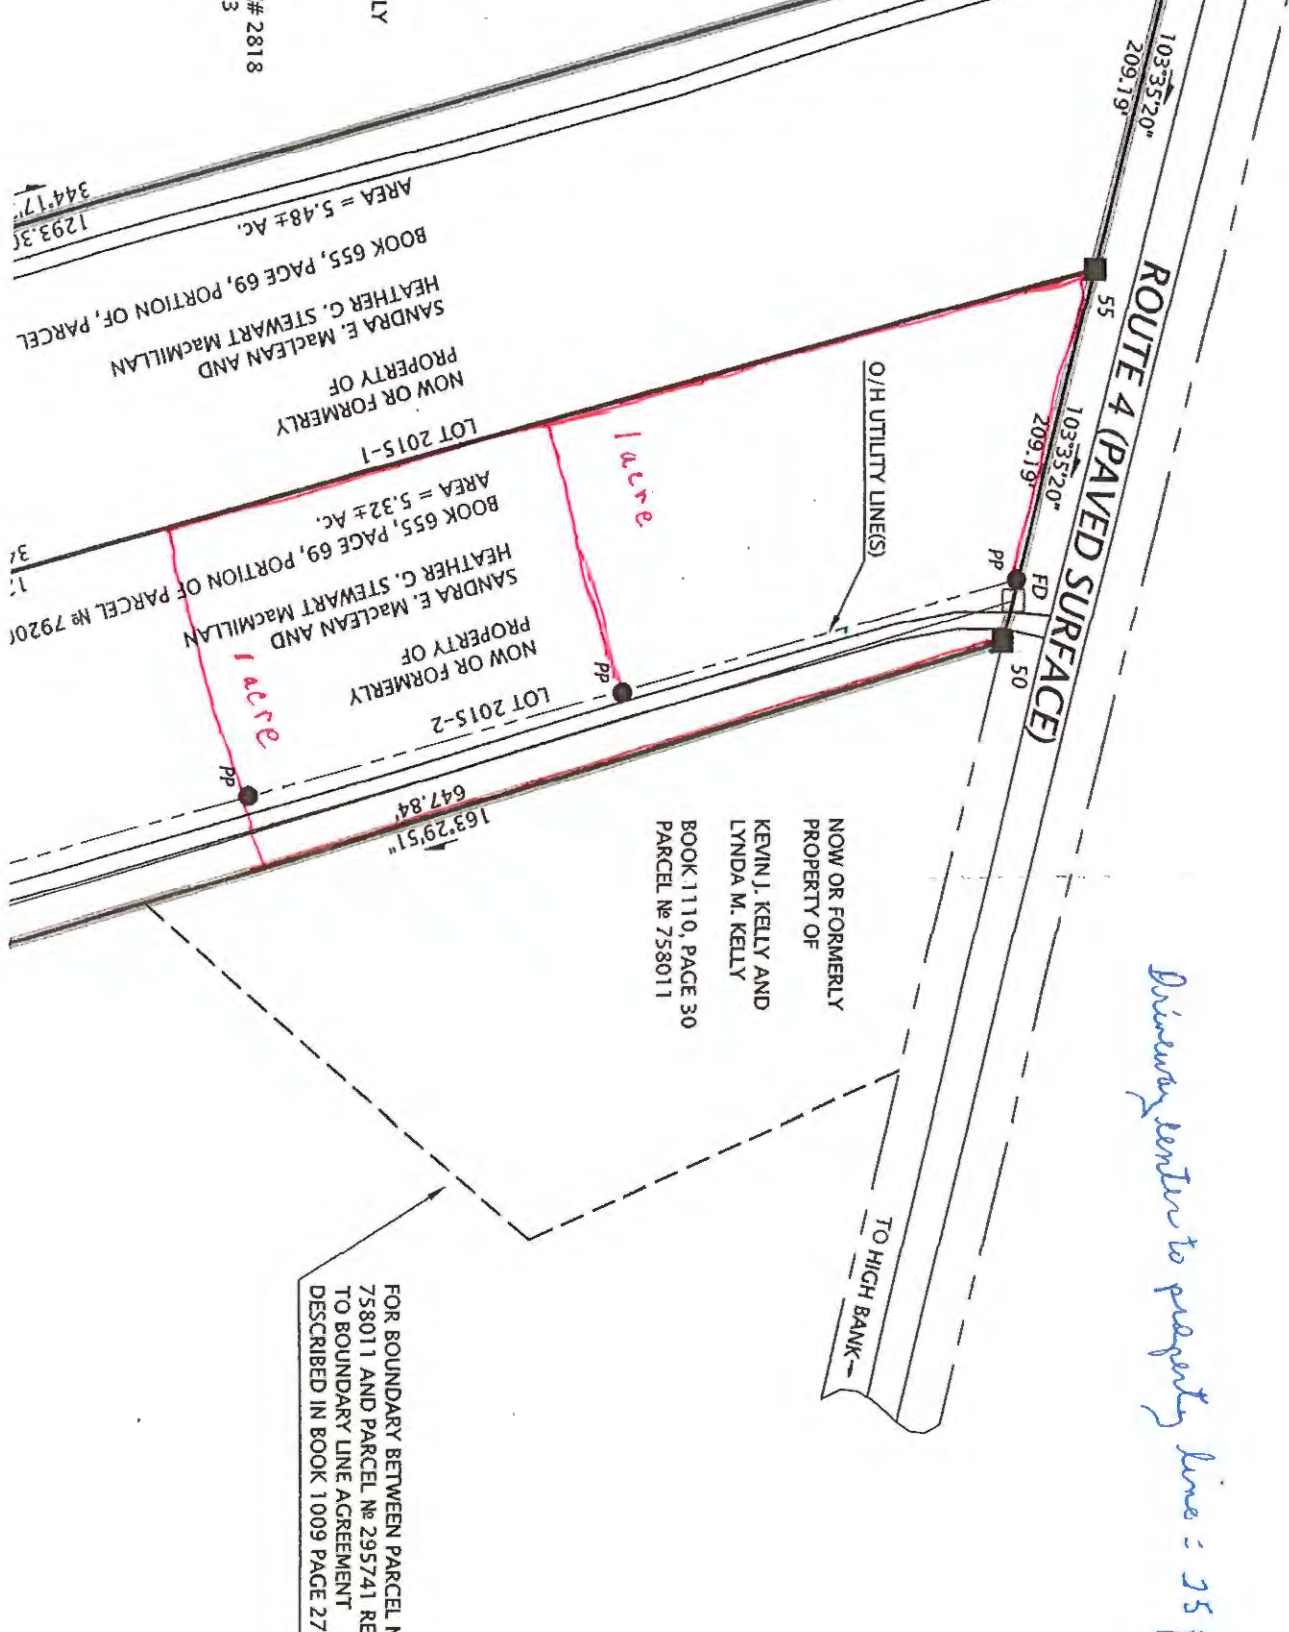 LY
# 2818
3
103°35'20"
209.19'
ROUTE 4 (PAVED SURFACE)
55
103°35'20"
209.19'
PP
FD
50
O/H UTILITY LINE(S)
1 acre
PP
1 acre
PP
344°17'
1293.3
AREA = 5.48± Ac.
BOOK 655, PAGE 69, PORTION OF, PARCEL
SANDRA E. MacLEAN AND
HEATHER G. STEWART MacMILLAN
NOW OR FORMERLY
PROPERTY OF
LOT 2015-1
AREA = 5.32± Ac.
BOOK 655, PAGE 69, PORTION OF PARCEL № 7920
SANDRA E. MacLEAN AND
HEATHER G. STEWART MacMILLAN
NOW OR FORMERLY
PROPERTY OF
LOT 2015-2
34
17
647.84'
163°29'51"
NOW OR FORMERLY
PROPERTY OF
KEVIN J. KELLY AND
LYNDA M. KELLY
BOOK 1110, PAGE 30
PARCEL № 758011
TO HIGH BANK
FOR BOUNDARY BETWEEN PARCEL N
758011 AND PARCEL № 295741 RE
TO BOUNDARY LINE AGREEMENT
DESCRIBED IN BOOK 1009 PAGE 27
Driveway center to property line = 25